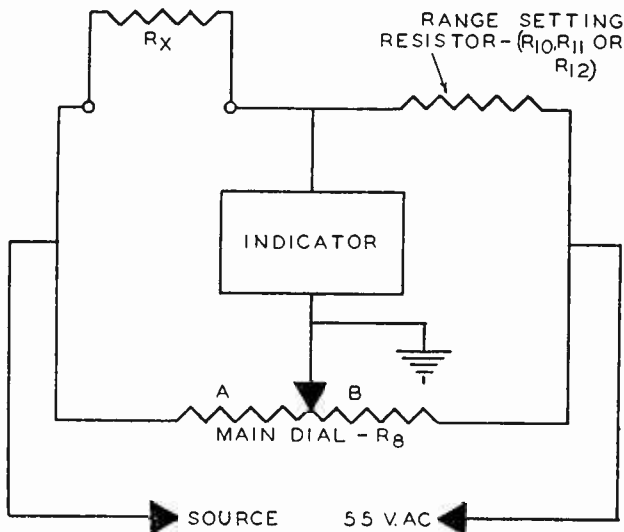 RX
RANGE SETTING
RESISTOR-(R10,R11 OR
R12)
INDICATOR
A
B
MAIN DIAL - R8
SOURCE
55 V. AC